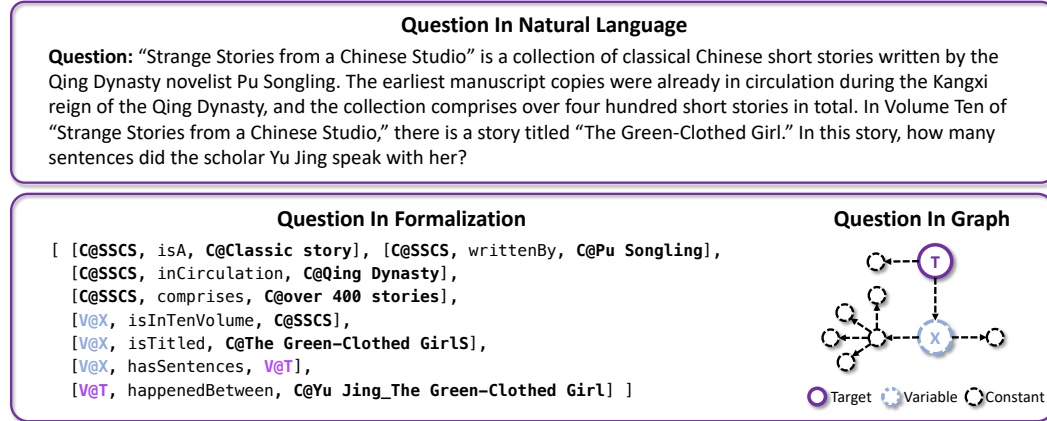 Question In Natural Language
Question: “Strange Stories from a Chinese Studio” is a collection of classical Chinese short stories written by the
Qing Dynasty novelist Pu Songling. The earliest manuscript copies were already in circulation during the Kangxi
reign of the Qing Dynasty, and the collection comprises over four hundred short stories in total. In Volume Ten of
“Strange Stories from a Chinese Studio,” there is a story titled “The Green-Clothed Girl.” In this story, how many
sentences did the scholar Yu Jing speak with her?
Question In Formalization
[ [C@SSCS, isA, C@Classic story], [C@SSCS, writtenBy, C@Pu Songling],
[C@SSCS, inCirculation, C@Qing Dynasty],
[C@SSCS, comprises, C@over 400 stories],
[V@X, isInTenVolume, C@SSCS],
[V@X, isTitled, C@The Green–Clothed GirlS],
[V@X, hasSentences, V@T],
[V@T, happenedBetween, C@Yu Jing_The Green–Clothed Girl] ]
Question In Graph
T
X
Target Variable Constant